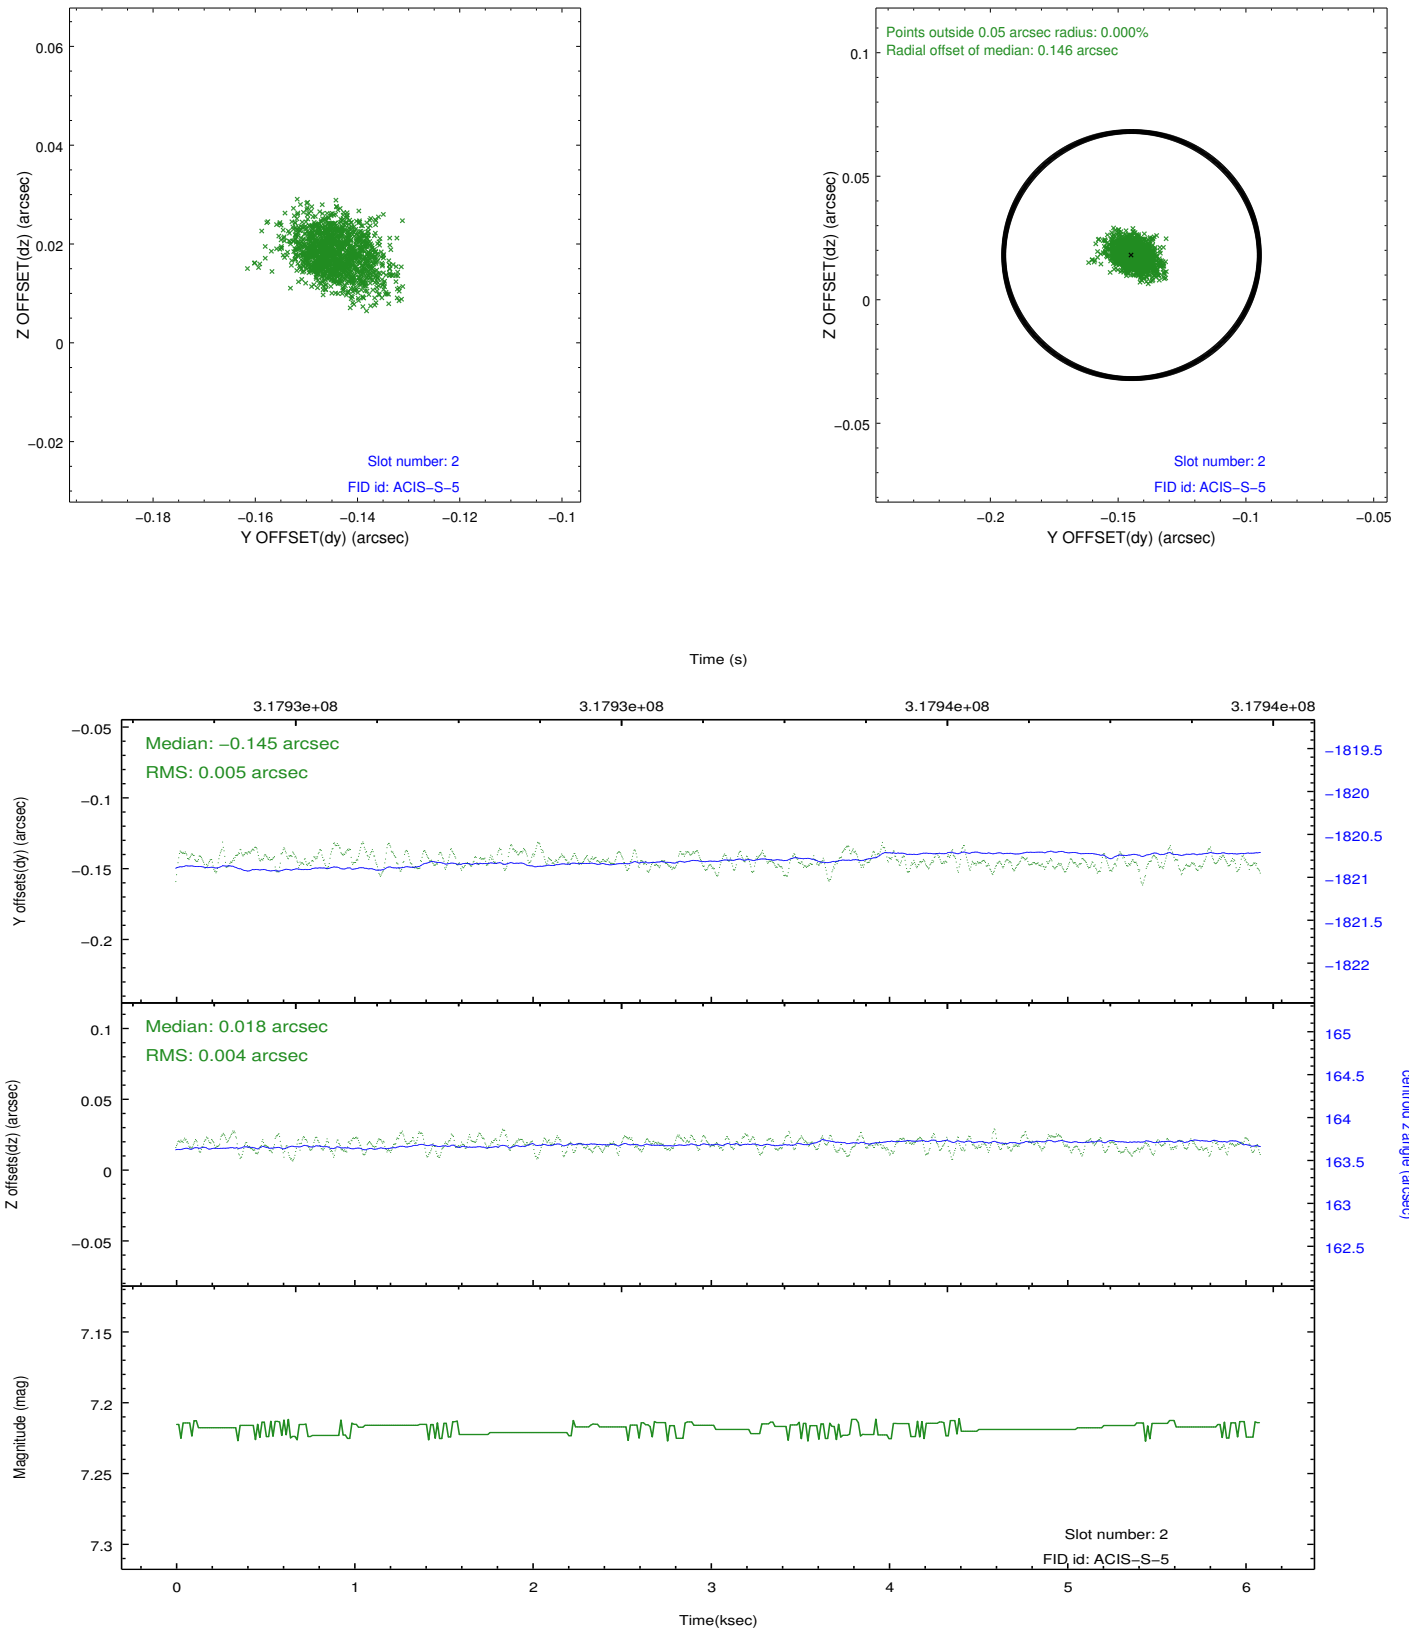 0.06
0.04
0.02
0
−0.02
Z OFFSET(dz) (arcsec)
Slot number: 2
FID id: ACIS−S−5
−0.18
−0.16
−0.14
−0.12
−0.1
Y OFFSET(dy) (arcsec)
Points outside 0.05 arcsec radius: 0.000%
Radial offset of median: 0.146 arcsec
0.1
0.05
0
−0.05
Z OFFSET(dz) (arcsec)
Slot number: 2
FID id: ACIS−S−5
−0.2
−0.15
−0.1
−0.05
Y OFFSET(dy) (arcsec)
Time (s)
3.1793e+08
3.1793e+08
3.1794e+08
3.1794e+08
Median: −0.145 arcsec
RMS: 0.005 arcsec
−0.05
−0.1
−0.15
−0.2
Y offsets(dy) (arcsec)
−1819.5
−1820
−1820.5
−1821
−1821.5
−1822
Median: 0.018 arcsec
RMS: 0.004 arcsec
0.1
0.05
0
−0.05
Z offsets(dz) (arcsec)
165
164.5
164
163.5
163
162.5
centroid z angle (arcsec)
7.15
7.2
7.25
7.3
Magnitude (mag)
Slot number: 2
FID id: ACIS−S−5
0
1
2
3
4
5
6
Time(ksec)